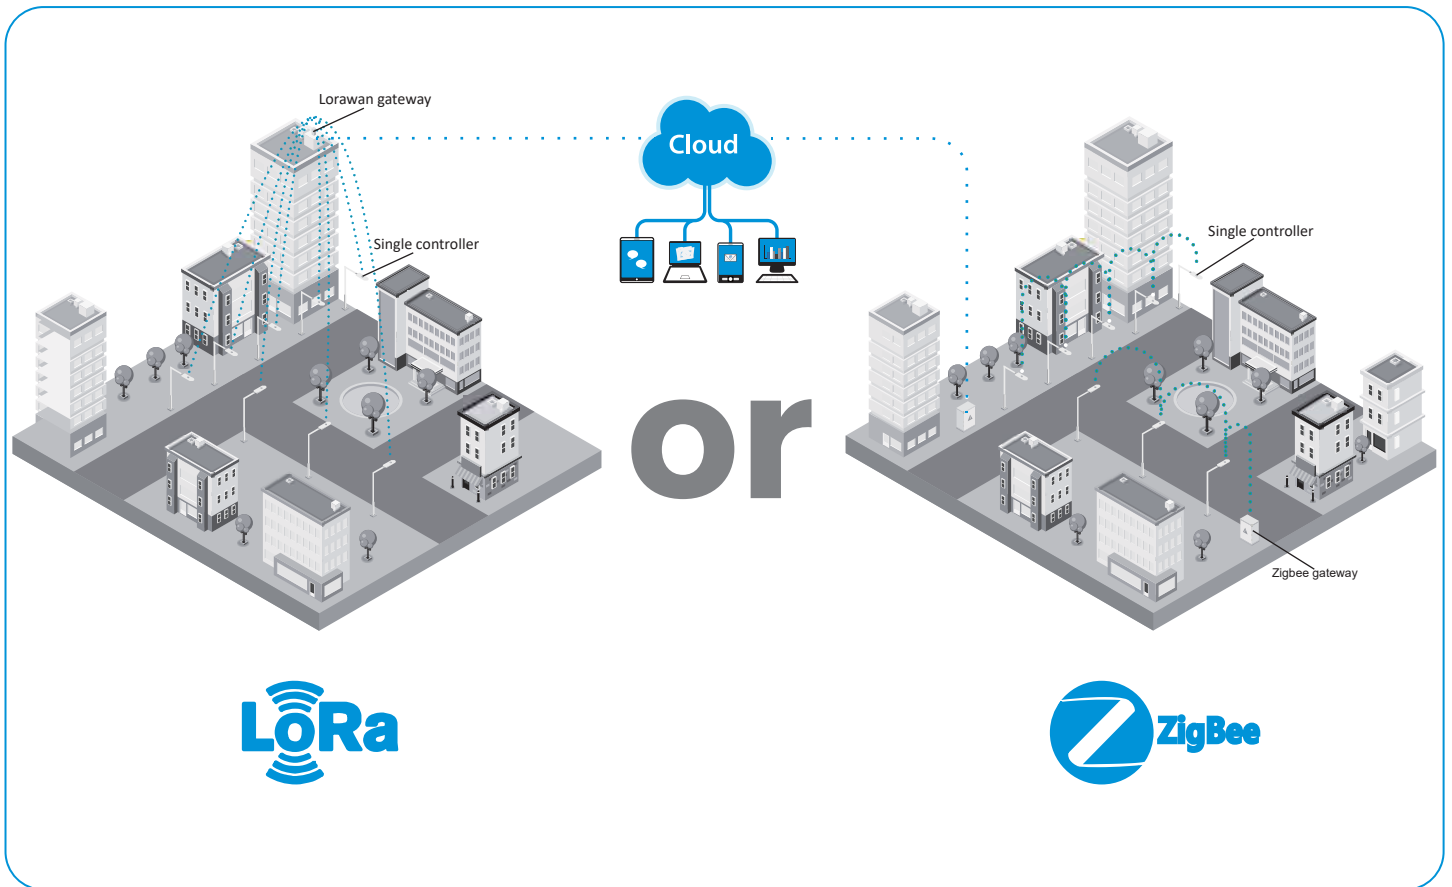 Lorawan gateway
Cloud
Single controller
Single controller
or
Zigbee gateway
LoRa
ZigBee